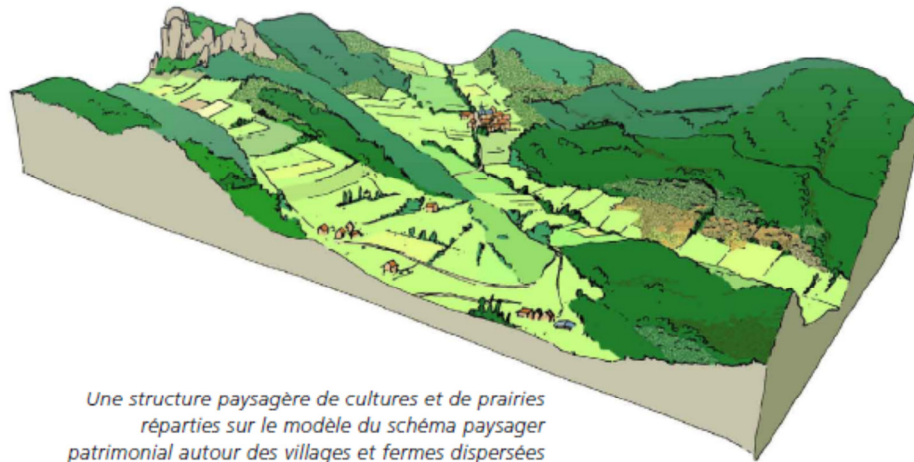 Une structure paysagère de cultures et de prairies
réparties sur le modèle du schéma paysager
patrimonial autour des villages et fermes dispersées